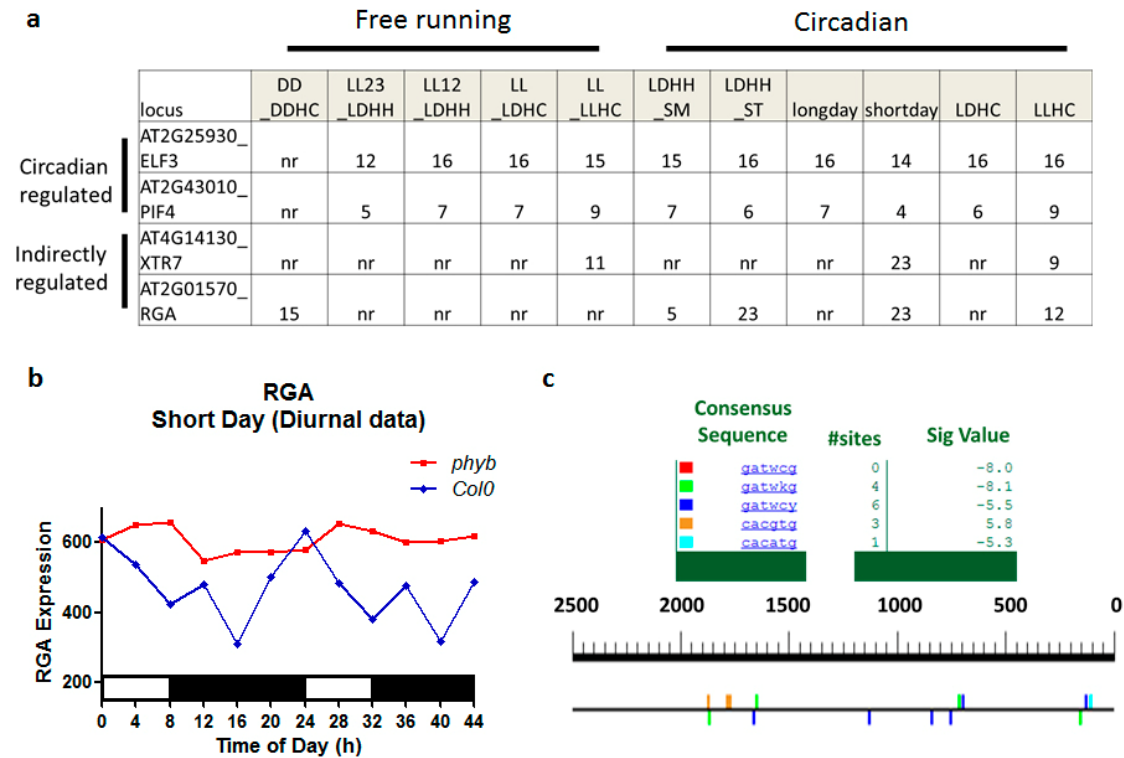 a
Free running
Circadian
locus DD _DDHC LL23 _LDHH LL12 _LDHH LL _LDHC LL _LLHC LDHH _SM LDHH _ST longday shortday LDHC LLHC
Circadian regulated
AT2G25930_ ELF3 nr 12 16 16 15 15 16 16 14 16 16
AT2G43010_ PIF4 nr 5 7 7 9 7 6 7 4 6 9
Indirectly regulated
AT4G14130_ XTR7 nr nr nr nr 11 nr nr nr 23 nr 9
AT2G01570_ RGA 15 nr nr nr nr 5 23 nr 23 nr 12
b
RGA
Short Day (Diurnal data)
phyb
Col0
RGA Expression
600
400
200
0 4 8 12 16 20 24 28 32 36 40 44
Time of Day (h)
c
Consensus Sequence #sites Sig Value
gatwcg 0 -8.0
gatwkg 4 -8.1
gatwcy 6 -5.5
cacgtg 3 5.8
cacatg 1 -5.3
2500 2000 1500 1000 500 0